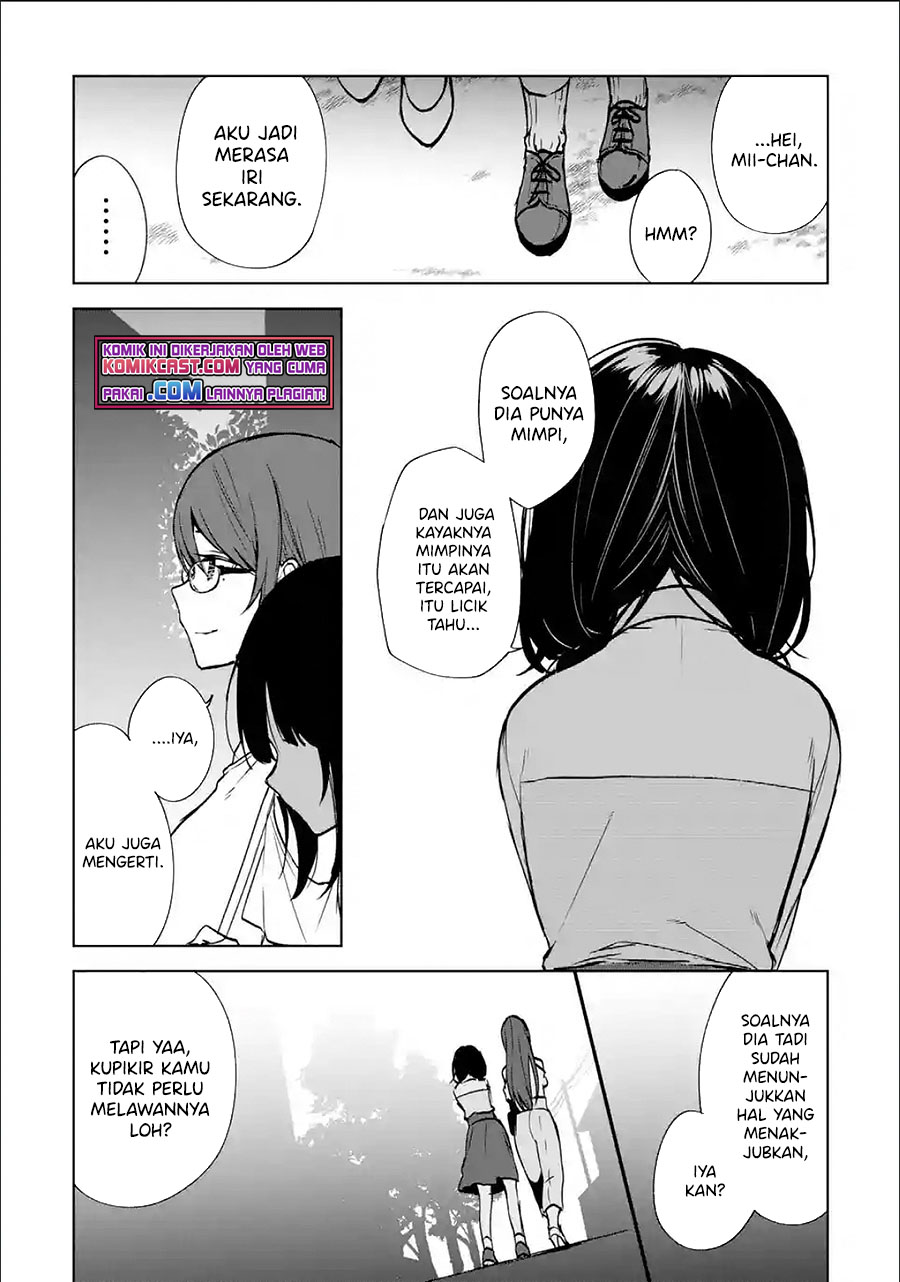 ...HEI,
MII-CHAN.
HMM?
AKU JADI
MERASA
IRI
SEKARANG.
......
SOALNYA
DIA PUNYA
MIMPI,
DAN JUGA
KAYAKNYA
MIMPINYA
ITU AKAN
TERCAPAI,
ITU LICIK
TAHU...
KOMIK INI DIKERJAKAN OLEH WEB
KOMIKCAST.COM YANG CUMA
PAKAI .COM LAINNYA PLAGIAT!
....IYA,
AKU JUGA
MENGERTI.
SOALNYA
DIA TADI
SUDAH
MENUN-
JUKKAN
HAL YANG
MENAK-
JUBKAN,
IYA
KAN?
TAPI YAA,
KUPIKIR KAMU
TIDAK PERLU
MELAWANNYA
LOH?